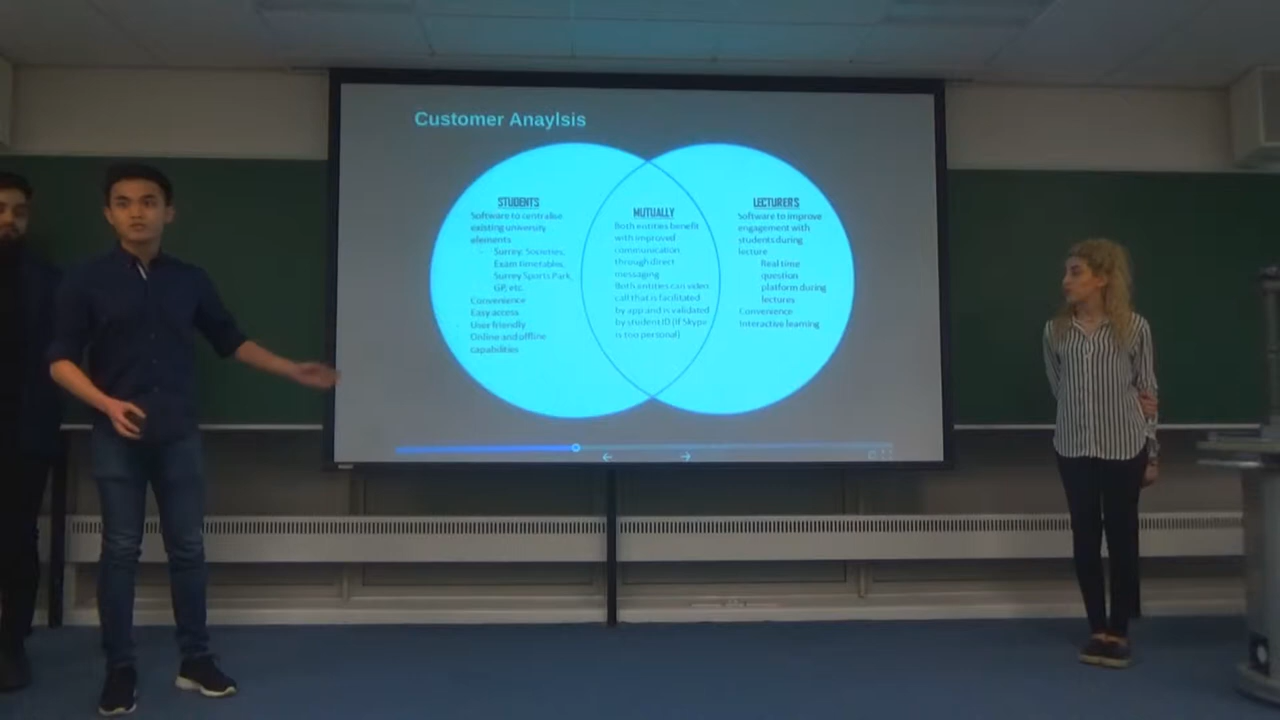 Customer Anaylsis
STUDENTS
Software to centralise
existing university
elements
- Surrey, Societies,
Exam timetables,
Surrey Sports Park,
GP, etc.
Convenience
Easy access
User friendly
Online and offline
capabilities
MUTUALLY
Both entities benefit
with improved
communication
through direct
messaging
Both entities can video
call that is facilitated
by app and is validated
by student ID (If Skype
is too personal)
LECTURERS
Software to improve
engagement with
students during
lecture
Real time
question
platform during
lectures
Convenience
Interactive learning